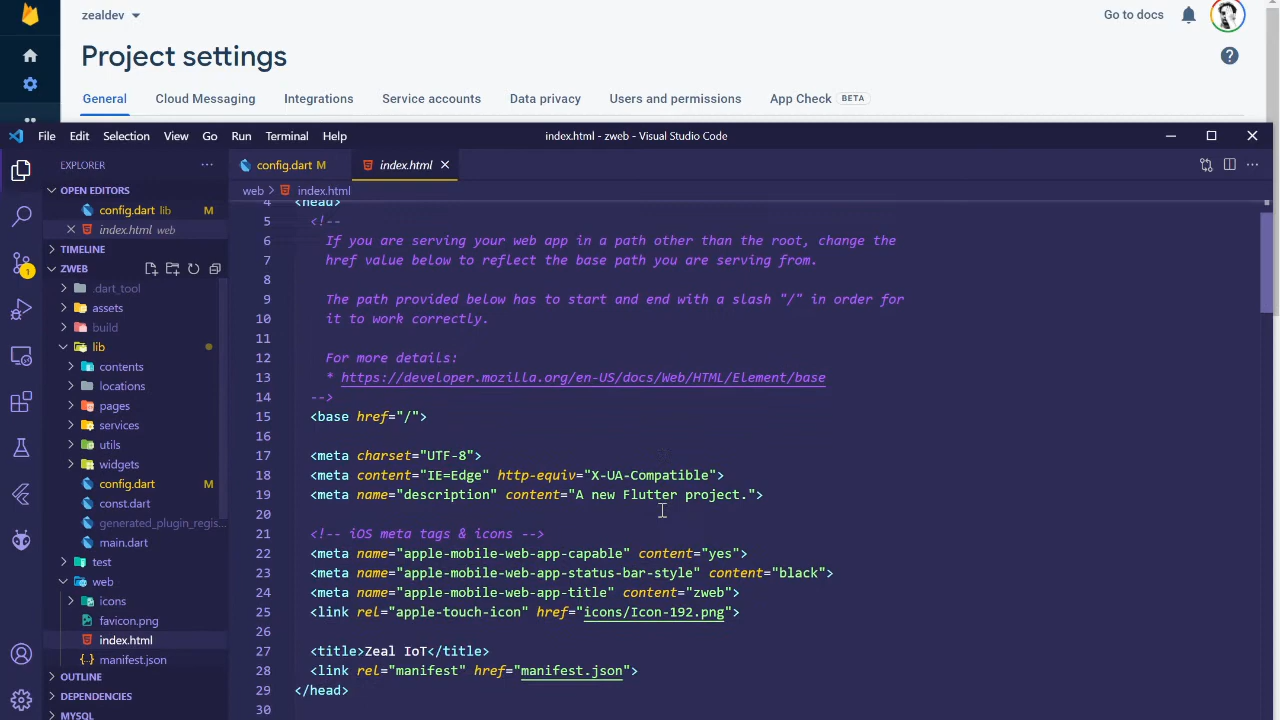 zealdev
Go to docs
Project settings
General Cloud Messaging Integrations Service accounts Data privacy Users and permissions App Check BETA
File Edit Selection View Go Run Terminal Help
index.html - zweb - Visual Studio Code
EXPLORER
OPEN EDITORS
config.dart lib M
index.html web
TIMELINE
ZWEB
.dart_tool
assets
build
lib
contents
locations
pages
services
utils
widgets
config.dart M
const.dart
generated_plugin_regis...
main.dart
test
web
icons
favicon.png
index.html
manifest.json
OUTLINE
DEPENDENCIES
MYSQL
1
config.dart M index.html
web > index.html
4 <head>
5 <!--
6 If you are serving your web app in a path other than the root, change the
7 href value below to reflect the base path you are serving from.
8
9 The path provided below has to start and end with a slash "/" in order for
10 it to work correctly.
11
12 For more details:
13 * https://developer.mozilla.org/en-US/docs/Web/HTML/Element/base
14 -->
15 <base href="/">
16
17 <meta charset="UTF-8">
18 <meta content="IE=Edge" http-equiv="X-UA-Compatible">
19 <meta name="description" content="A new Flutter project.">
20
21 <!-- iOS meta tags & icons -->
22 <meta name="apple-mobile-web-app-capable" content="yes">
23 <meta name="apple-mobile-web-app-status-bar-style" content="black">
24 <meta name="apple-mobile-web-app-title" content="zweb">
25 <link rel="apple-touch-icon" href="icons/Icon-192.png">
26
27 <title>Zeal IoT</title>
28 <link rel="manifest" href="manifest.json">
29 </head>
30